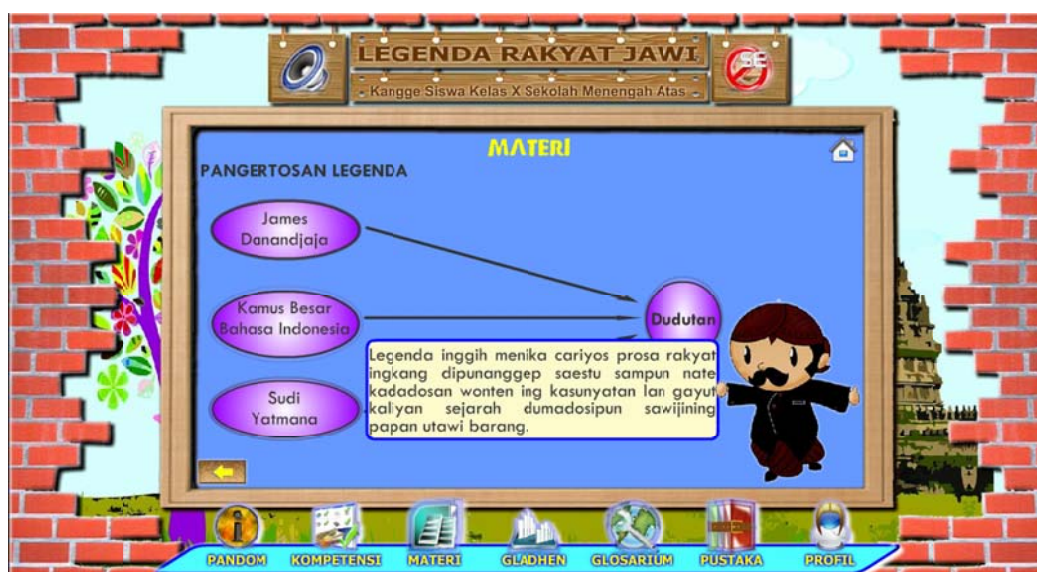 LEGENDA RAKYAT JAWI
SE
Kangge Siswa Kelas X Sekolah Menengah Atas
MATERI
PANGERTOSAN LEGENDA
James
Danandjaja
Kamus Besar
Bahasa Indonesia
Sudi
Yatmana
Dudutan
Legenda inggih menika cariyos prosa rakyat
ingkang dipunanggep saestu sampun nate
kadadosan wonten ing kasunyatan lan gayut
kaliyan sejarah dumadosipun sawijining
papan utawi barang.
PANDOM
KOMPETENSI
MATERI
GLADHEN
GLOSARIUM
PUSTAKA
PROFIL